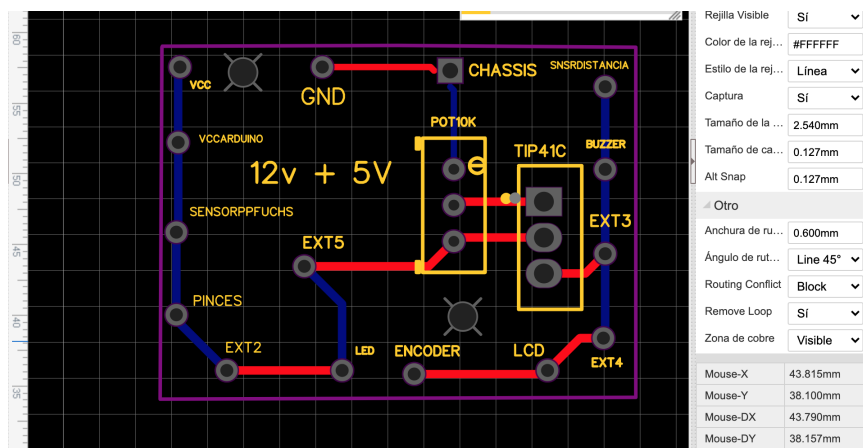 60
55
50
45
40
35
VCC
GND
CHASSIS
SNSRDISTANCIA
VCCARDUINO
POT10K
TIP41C
BUZZER
12v + 5V
SENSORPPFUCHS
EXT5
EXT3
PINCES
EXT2
LED
ENCODER
LCD
EXT4
Rejilla Visible Sí
Color de la rej... #FFFFFF
Estilo de la rej... Línea
Captura Sí
Tamaño de la ... 2.540mm
Tamaño de ca... 0.127mm
Alt Snap 0.127mm
Otro
Anchura de ru... 0.600mm
Ángulo de rut... Line 45°
Routing Conflict Block
Remove Loop Sí
Zona de cobre Visible
Mouse-X 43.815mm
Mouse-Y 38.100mm
Mouse-DX 43.790mm
Mouse-DY 38.157mm